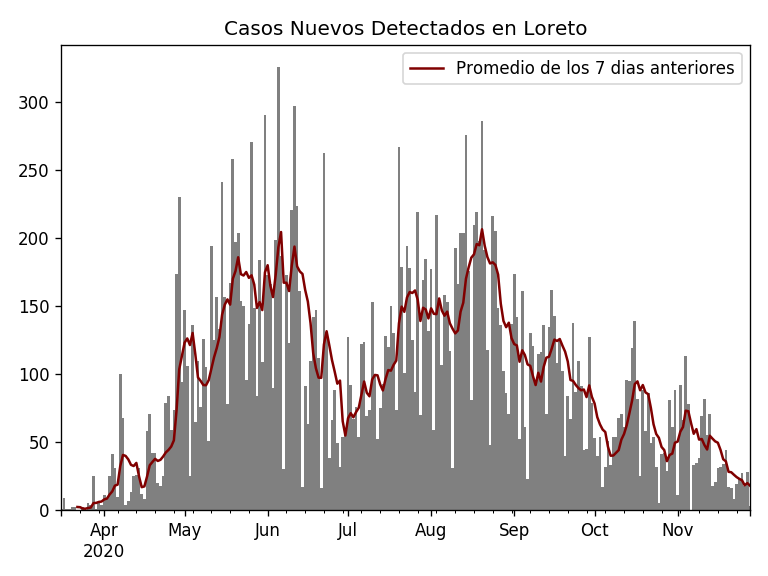 Casos Nuevos Detectados en Loreto
Promedio de los 7 dias anteriores
300
250
200
150
100
50
0
Apr May Jun Jul Aug Sep Oct Nov
2020